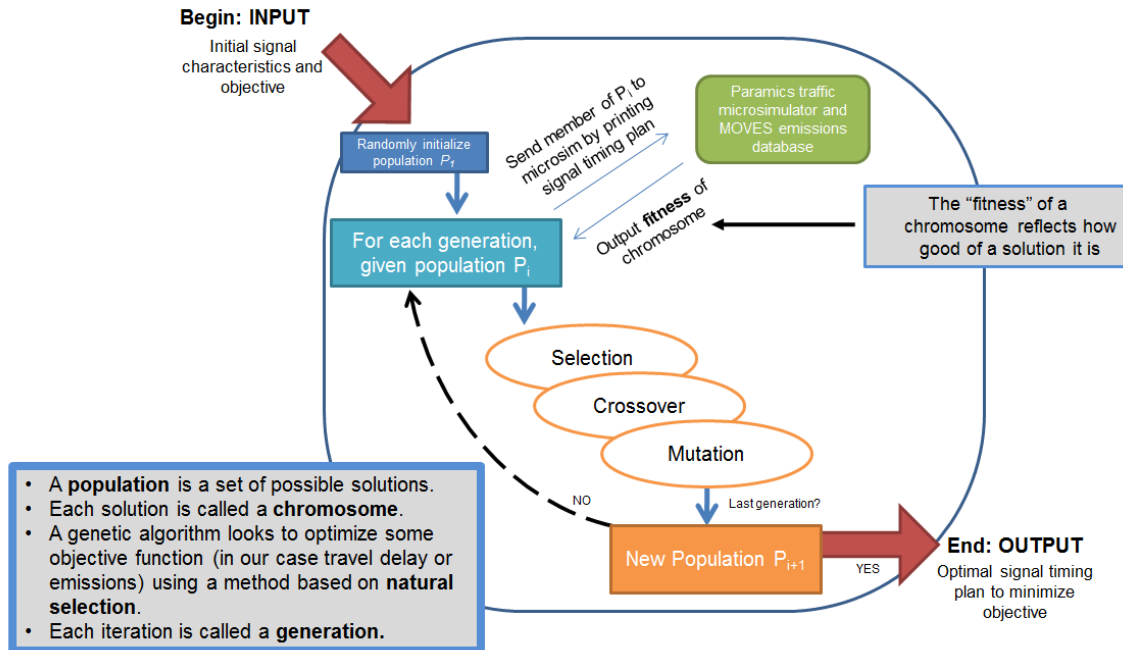 Begin: INPUT
Initial signal
characteristics and
objective
Randomly initialize
population P1
Send member of Pi to
microsim by printing
signal timing plan
Paramics traffic
microsimulator and
MOVES emissions
database
Output fitness of
chromosome
The “fitness” of a
chromosome reflects how
good of a solution it is
For each generation,
given population Pi
Selection
Crossover
Mutation
NO
Last generation?
New Population Pi+1
YES
End: OUTPUT
Optimal signal timing
plan to minimize
objective
• A population is a set of possible solutions.
• Each solution is called a chromosome.
• A genetic algorithm looks to optimize some
objective function (in our case travel delay or
emissions) using a method based on natural
selection.
• Each iteration is called a generation.